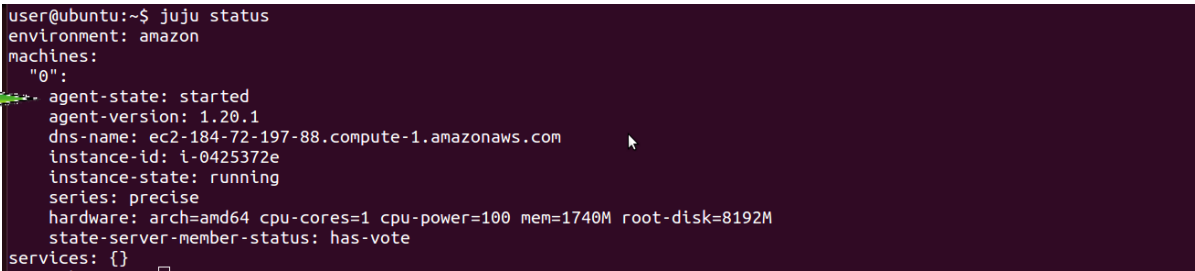 user@ubuntu:~$ juju status
environment: amazon
machines:
  "0":
    agent-state: started
    agent-version: 1.20.1
    dns-name: ec2-184-72-197-88.compute-1.amazonaws.com
    instance-id: i-0425372e
    instance-state: running
    series: precise
    hardware: arch=amd64 cpu-cores=1 cpu-power=100 mem=1740M root-disk=8192M
    state-server-member-status: has-vote
services: {}